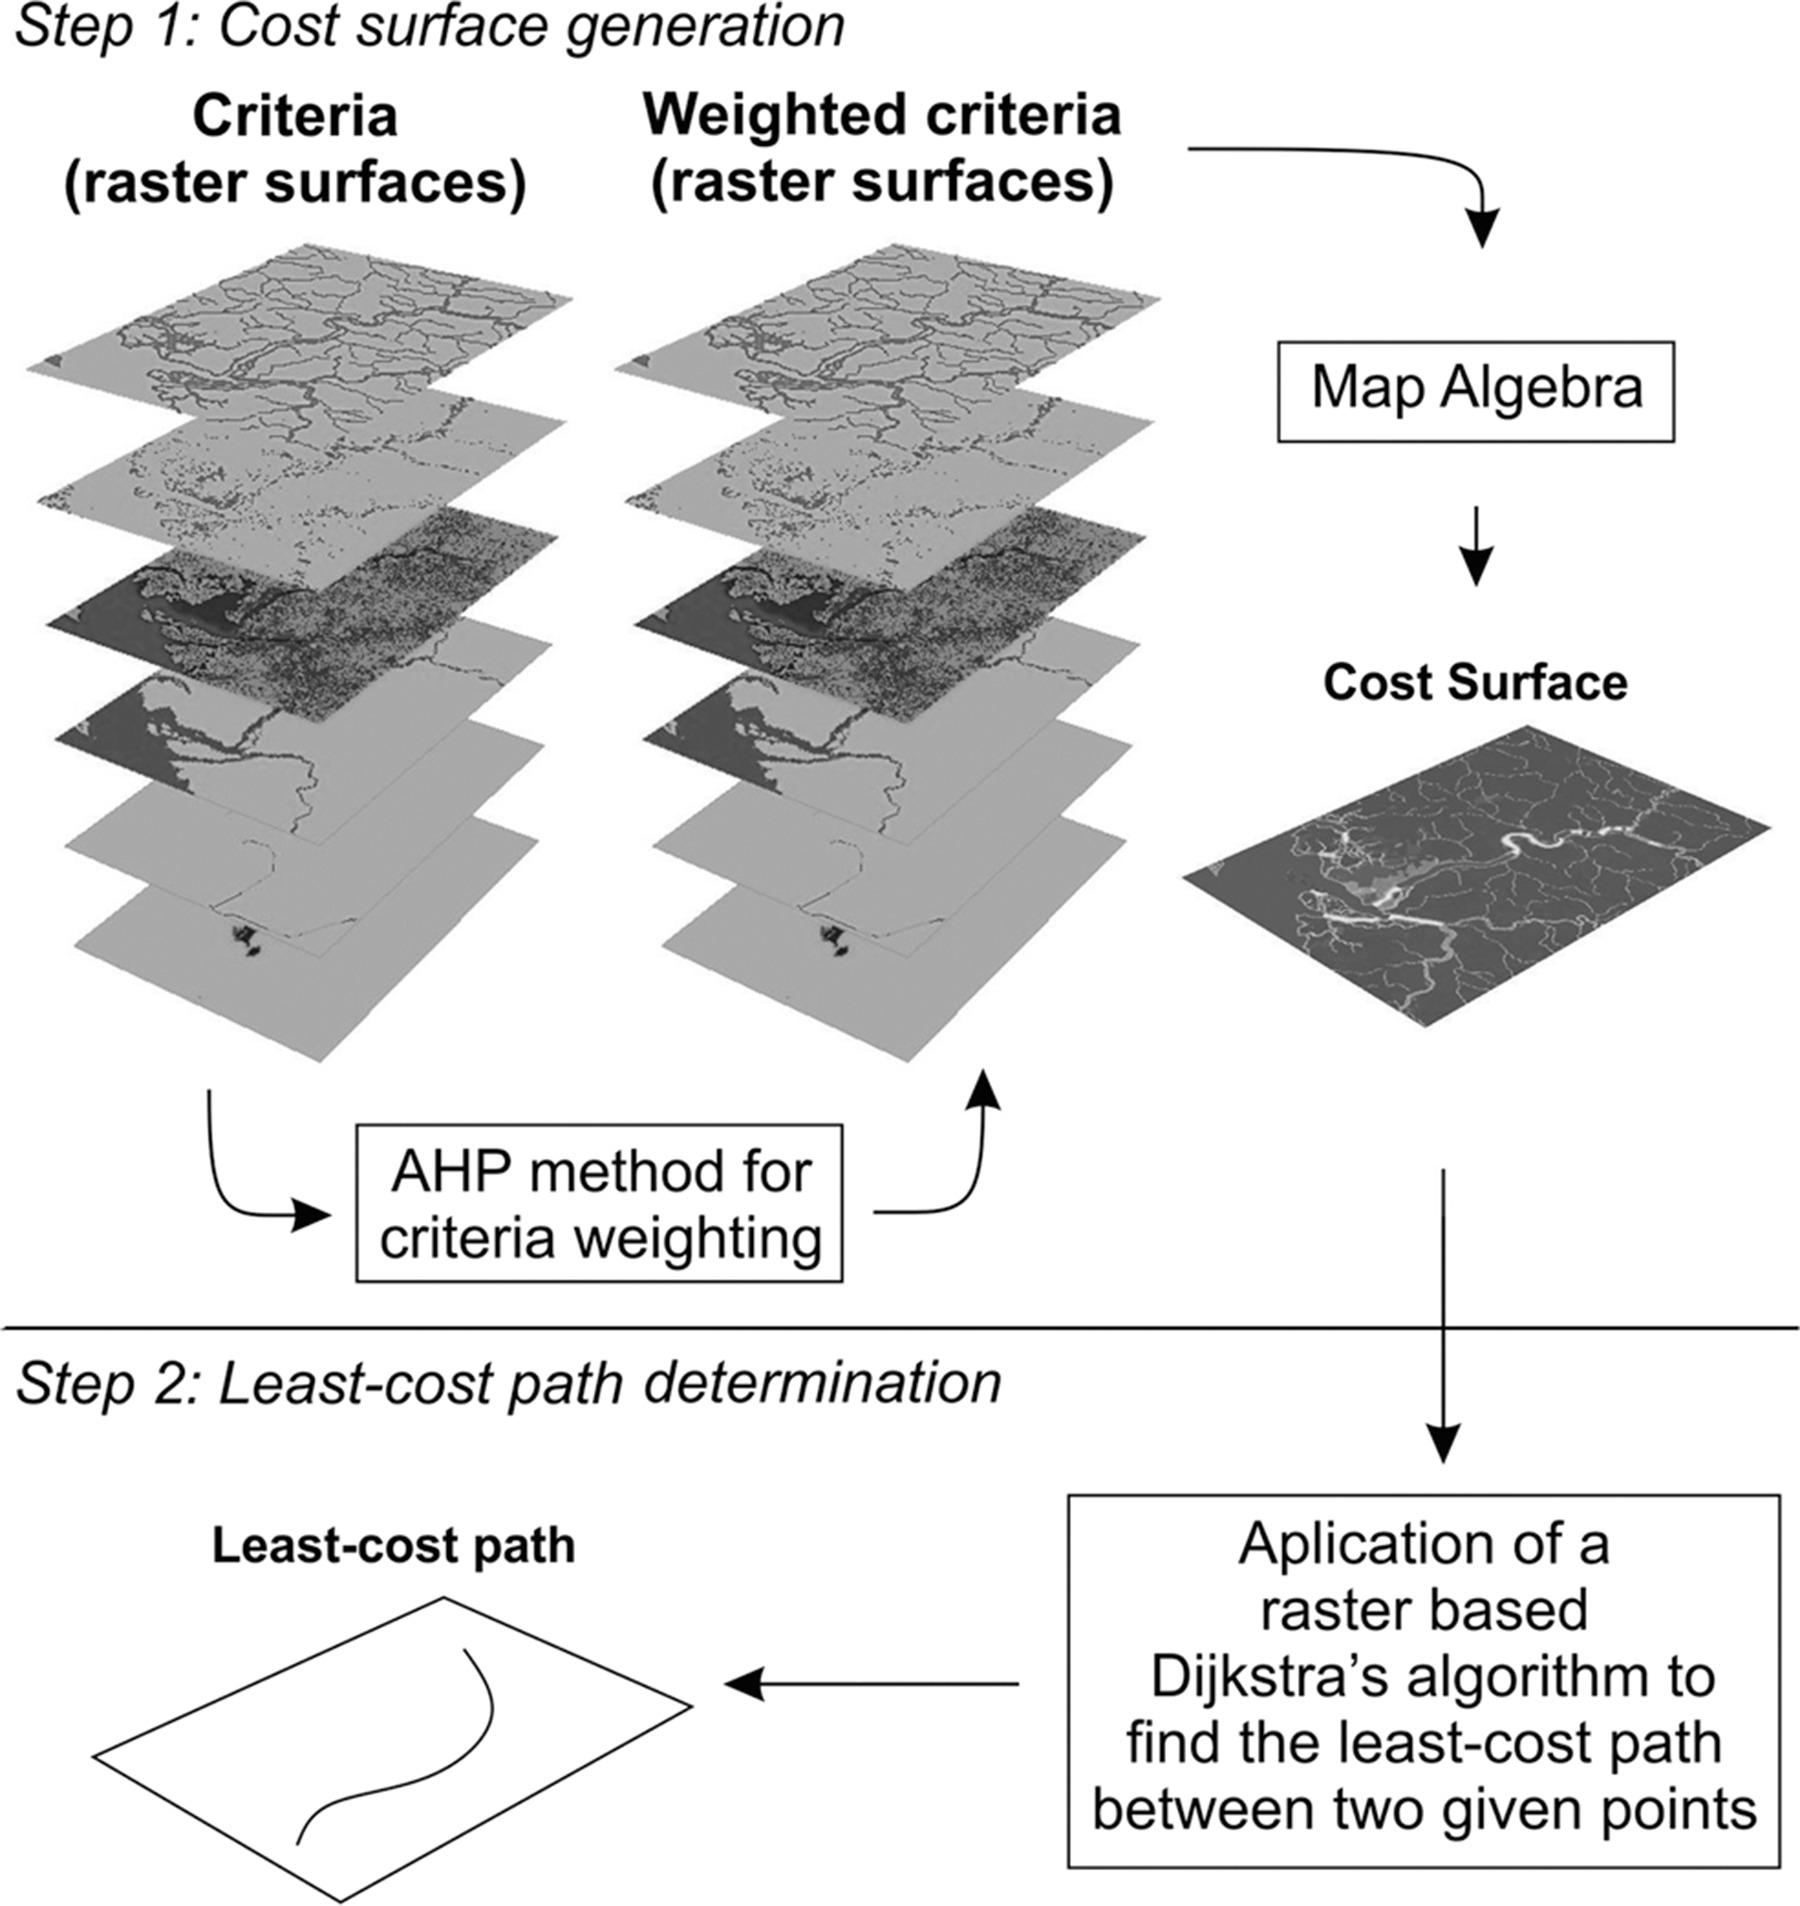 Step 1: Cost surface generation
Criteria
(raster surfaces)
Weighted criteria
(raster surfaces)
Map Algebra
Cost Surface
AHP method for
criteria weighting
Step 2: Least-cost path determination
Aplication of a
raster based
Dijkstra’s algorithm to
find the least-cost path
between two given points
Least-cost path